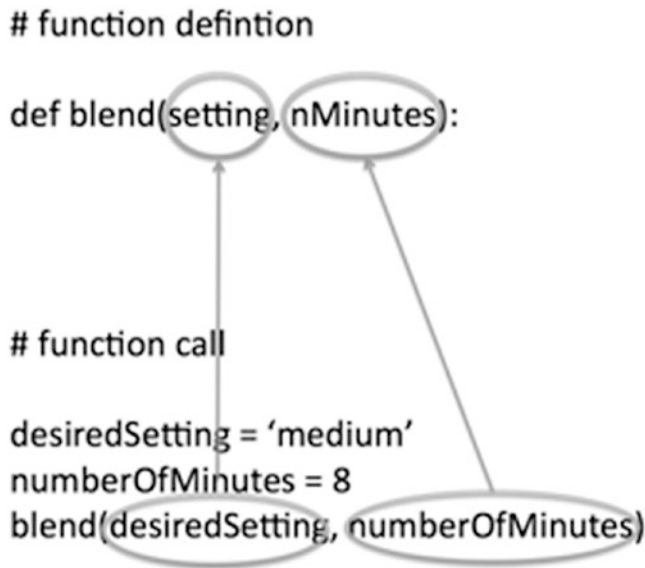 # function defintion
def blend(setting, nMinutes):
# function call
desiredSetting = ‘medium’
numberOfMinutes = 8
blend(desiredSetting, numberOfMinutes)